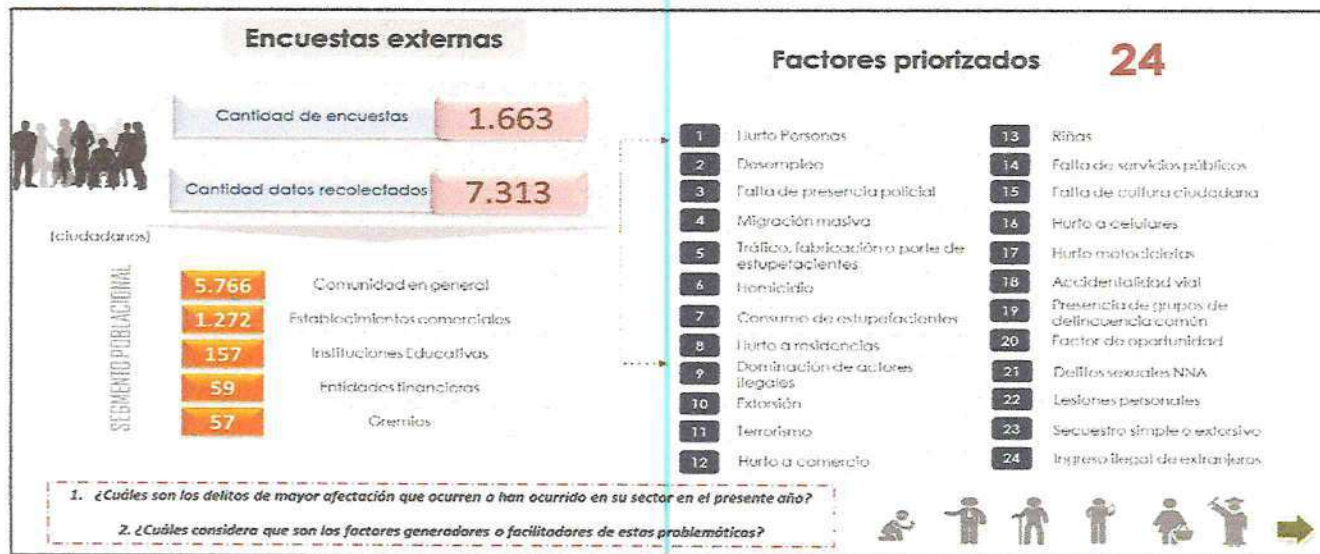 Encuestas externas
Cantidad de encuestas 1.663
Cantidad datos recolectados 7.313
(ciudadanos)
SEGMENTO POBLACIONAL
5.766 Comunidad en general
1.272 Establecimientos comerciales
157 Instituciones Educativas
59 Entidades financieras
57 Gremios
Factores priorizados 24
1 Hurto Personas
2 Desempleo
3 Falta de presencia policial
4 Migración masiva
5 Tráfico, fabricación o porte de
estupefacientes
6 Homicidio
7 Consumo de estupefacientes
8 Hurto a residencias
9 Dominación de actores
ilegales
10 Extorsión
11 Terrorismo
12 Hurto a comercio
13 Riñas
14 Falta de servicios públicos
15 Falta de cultura ciudadana
16 Hurto a celulares
17 Hurto motocicletas
18 Accidentalidad vial
19 Presencia de grupos de
delincuencia común
20 Factor de oportunidad
21 Delitos sexuales NNA
22 Lesiones personales
23 Secuestro simple o extorsivo
24 Ingreso ilegal de extranjeros
1. ¿Cuáles son los delitos de mayor afectación que ocurren o han ocurrido en su sector en el presente año?
2. ¿Cuáles considera que son los factores generadores o facilitadores de estas problemáticas?